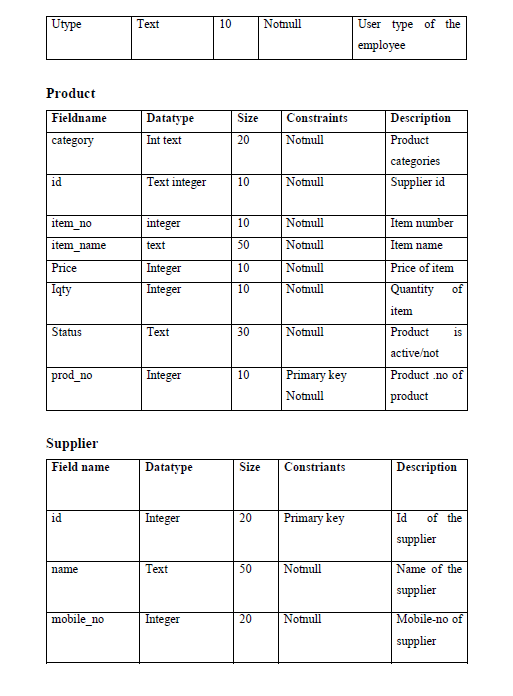 Utype Text 10 Notnull User type of the
employee
Product
Fieldname Datatype Size Constraints Description
category Int text 20 Notnull Product
categories
id Text integer 10 Notnull Supplier id
item_no integer 10 Notnull Item number
item_name text 50 Notnull Item name
Price Integer 10 Notnull Price of item
Iqty Integer 10 Notnull Quantity of
item
Status Text 30 Notnull Product is
active/not
prod_no Integer 10 Primary key Product .no of
Notnull product
Supplier
Field name Datatype Size Constriants Description
id Integer 20 Primary key Id of the
supplier
name Text 50 Notnull Name of the
supplier
mobile_no Integer 20 Notnull Mobile-no of
supplier